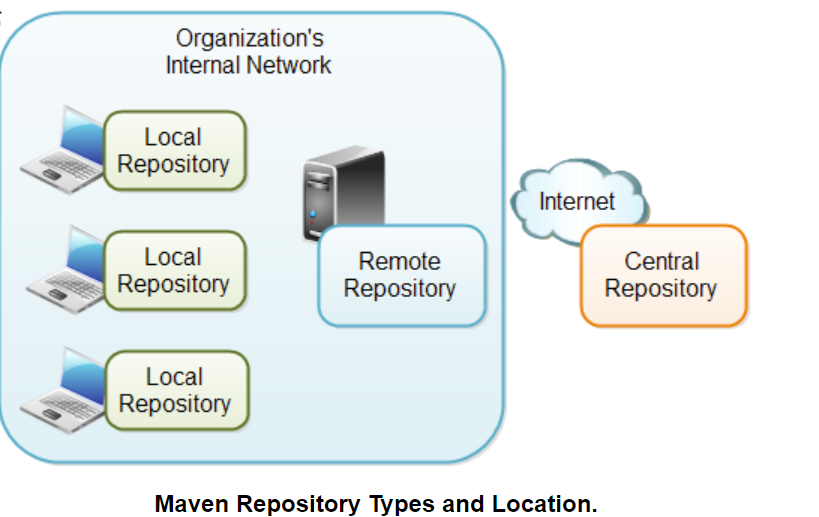 Organization's
Internal Network
Local
Repository
Local
Repository
Local
Repository
Remote
Repository
Internet
Central
Repository
Maven Repository Types and Location.